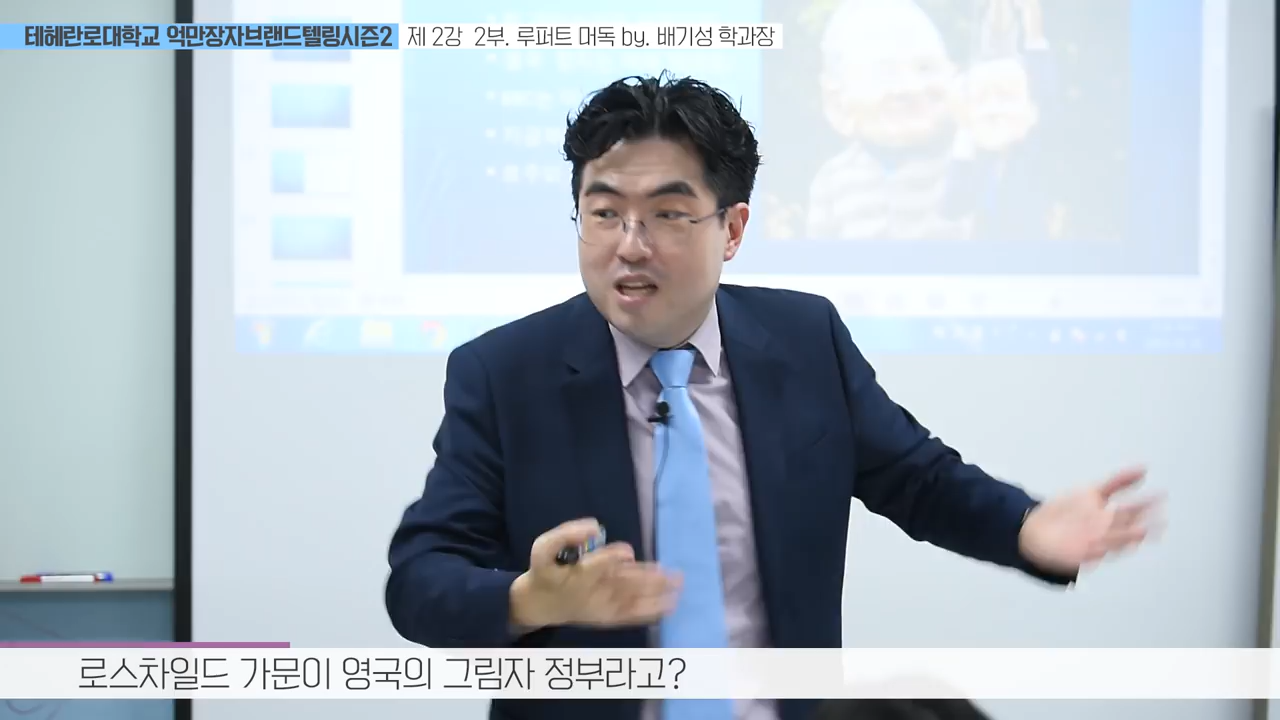 테헤란로대학교 억만장자브랜드텔링시즌2 제 2강 2부. 루퍼트 머독 by. 배기성 학과장
로스차일드 가문이 영국의 그림자 정부라고?